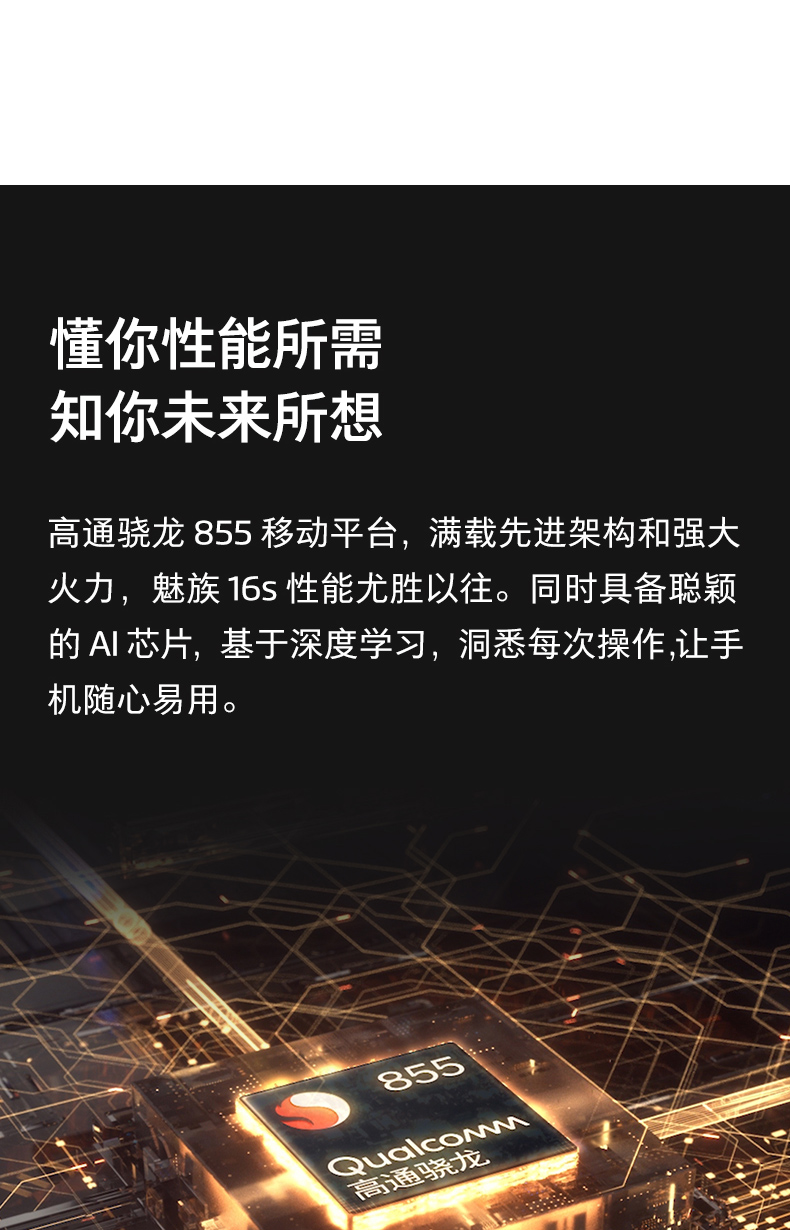 懂你性能所需
知你未来所想
高通骁龙 855 移动平台，满载先进架构和强大
火力，魅族 16s 性能尤胜以往。同时具备聪颖
的 AI 芯片，基于深度学习，洞悉每次操作,让手
机随心易用。
855
Qualcomm
高通骁龙